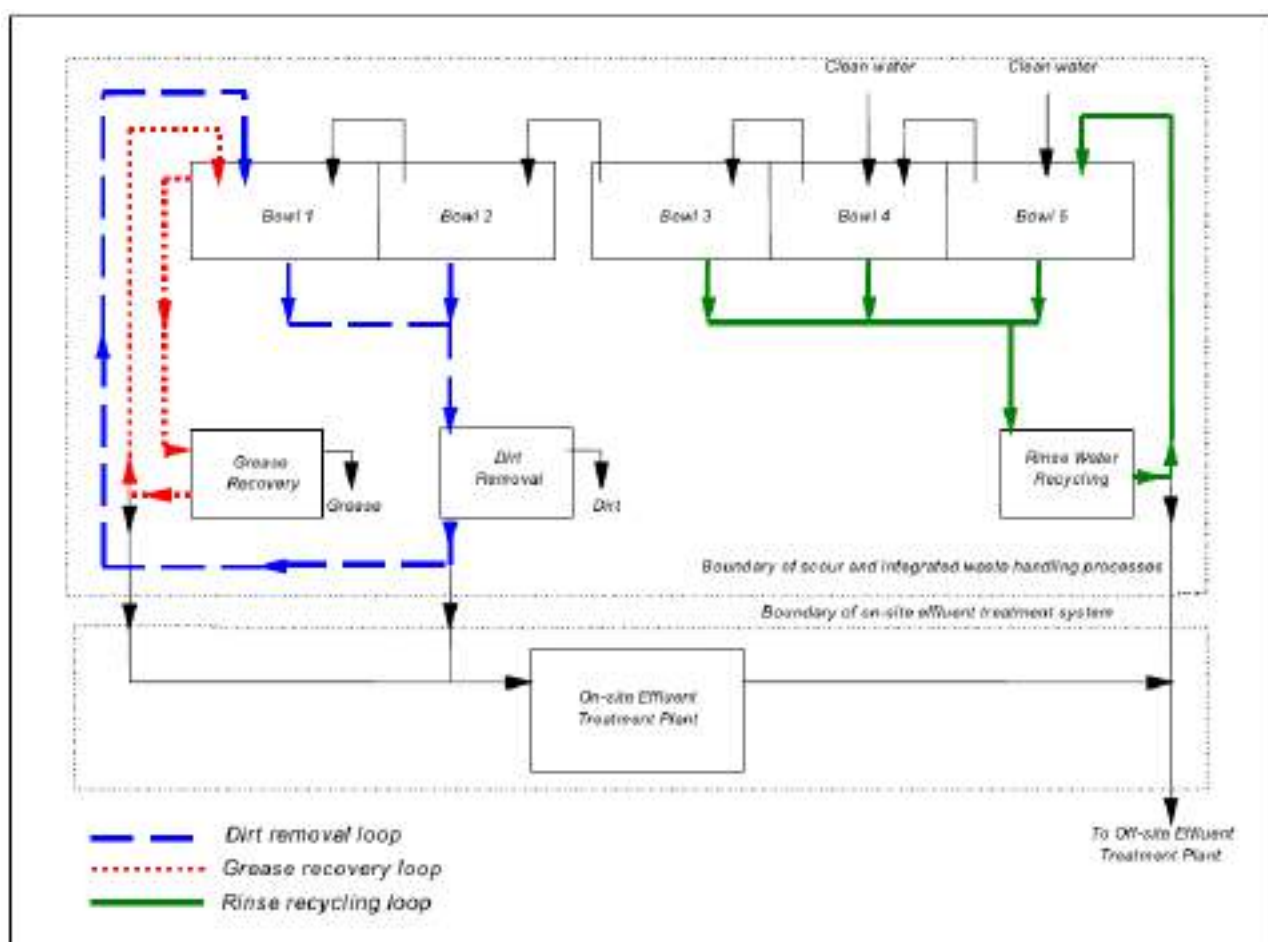 Clean water Clean water
Bowl 1 Bowl 2 Bowl 3 Bowl 4 Bowl 5
Grease
Recovery
Grease
Dirt
Removal
Dirt
Rinse Water
Recycling
Boundary of scour and integrated waste handling processes
Boundary of on-site effluent treatment system
On-site Effluent
Treatment Plant
To Off-site Effluent
Treatment Plant
Dirt removal loop
Grease recovery loop
Rinse recycling loop